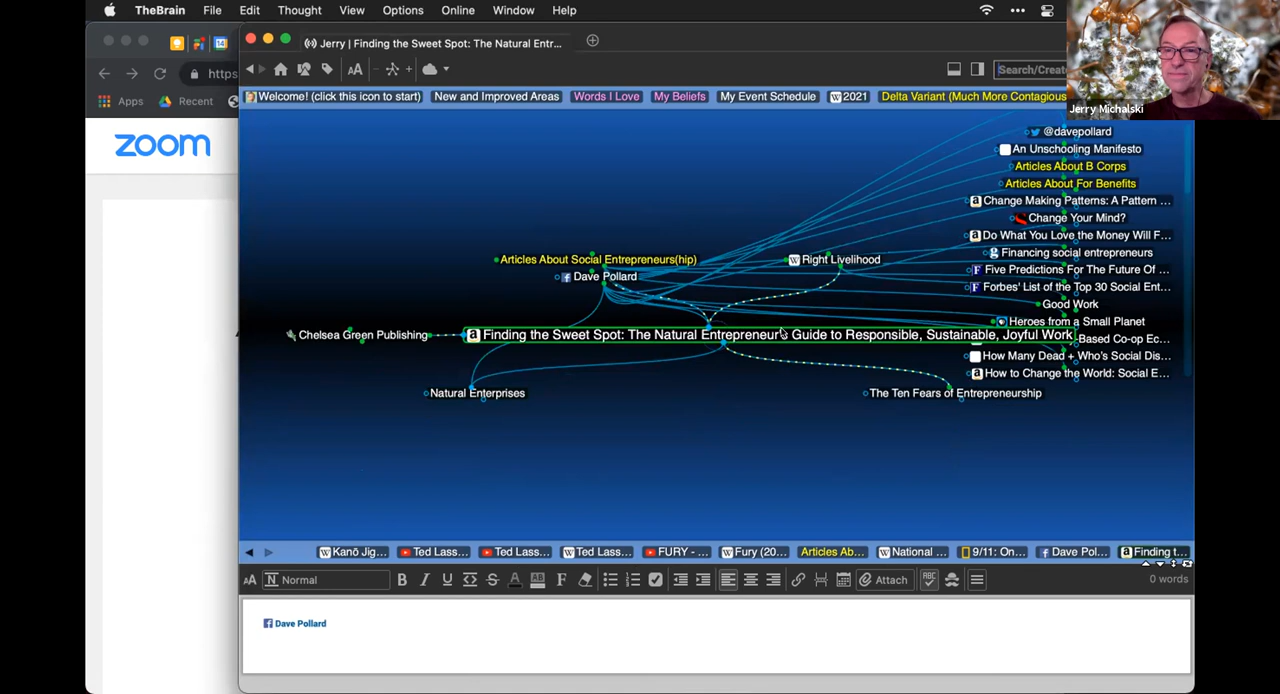 TheBrain File Edit Thought View Options Online Window Help
Jerry | Finding the Sweet Spot: The Natural Entr...
https
AA
Search/Create
Apps Recent
Jerry Michalski
Welcome! (click this icon to start) New and Improved Areas Words I Love My Beliefs My Event Schedule 2021 Delta Variant (Much More Contagious
zoom
@davepollard
An Unschooling Manifesto
Articles About B Corps
Articles About For Benefits
Change Making Patterns: A Pattern ...
Change Your Mind?
Do What You Love the Money Will F...
Financing social entrepreneurs
Five Predictions For The Future Of ...
Forbes' List of the Top 30 Social Ent...
Good Work
Heroes from a Small Planet
Based Co-op Ec...
How Many Dead + Who's Social Dis...
How to Change the World: Social E...
Articles About Social Entrepreneurs(hip)
Right Livelihood
Dave Pollard
Chelsea Green Publishing
Finding the Sweet Spot: The Natural Entrepreneur's Guide to Responsible, Sustainable, Joyful Work
Natural Enterprises
The Ten Fears of Entrepreneurship
Kanō Jig... Ted Lass... Ted Lass... Ted Lass... FURY - ... Fury (20... Articles Ab... National ... 9/11: On... Dave Pol... Finding t...
AA N Normal B I U S A AB F Attach ABC 0 words
Dave Pollard